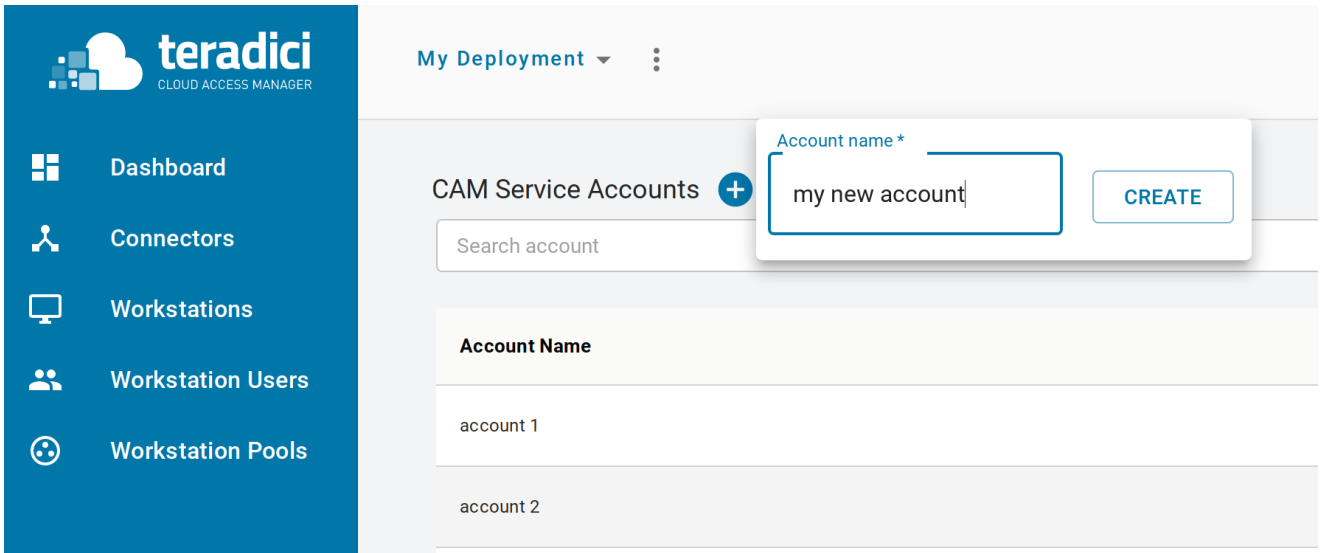 teradici
CLOUD ACCESS MANAGER
Dashboard
Connectors
Workstations
Workstation Users
Workstation Pools
My Deployment
CAM Service Accounts
Account name *
my new account
CREATE
Search account
Account Name
account 1
account 2